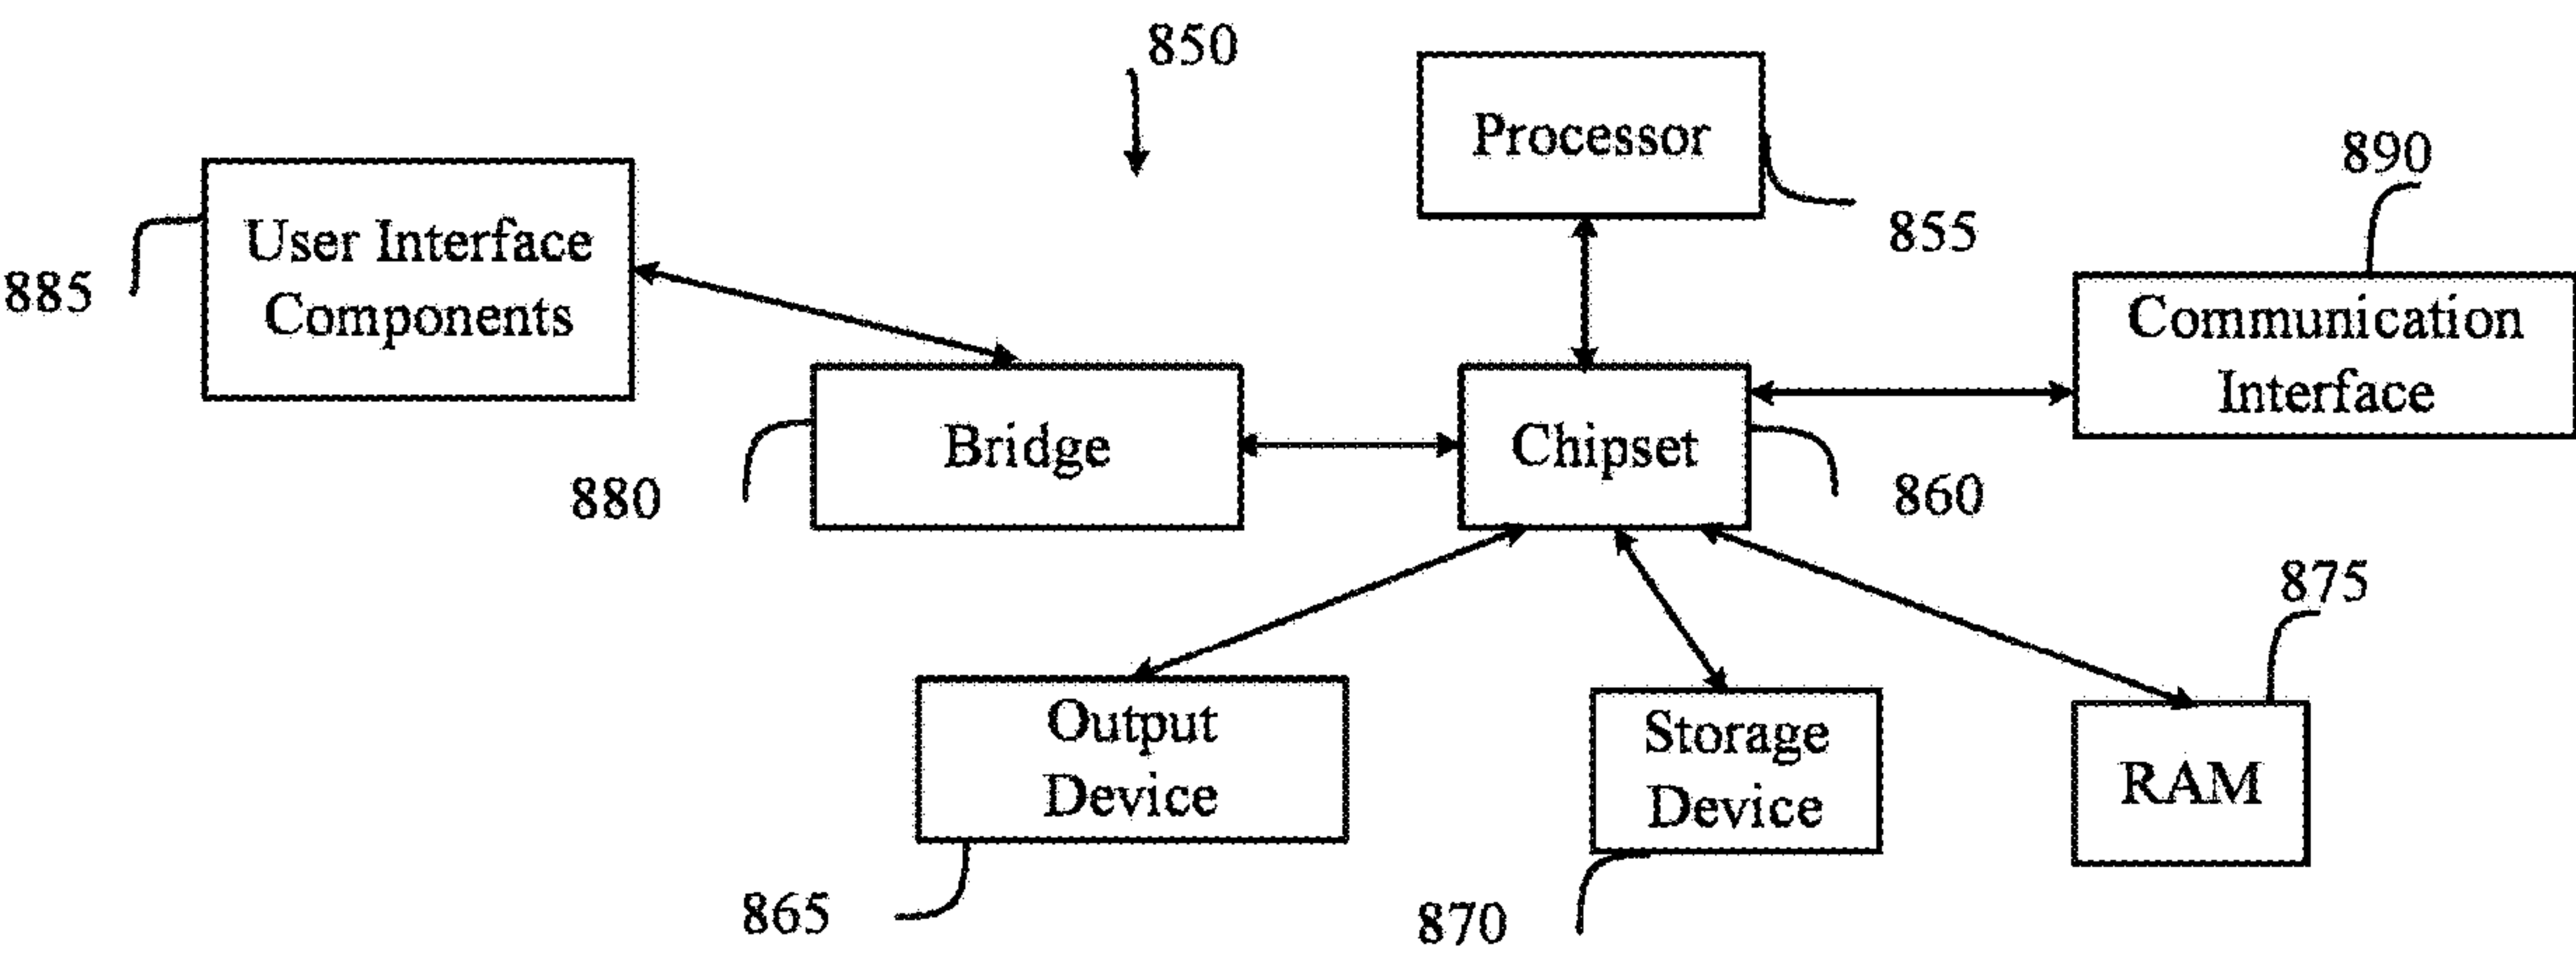 850
Processor
890
885
User Interface
Components
855
Communication
Interface
Bridge
Chipset
880
860
875
Output
Device
Storage
Device
RAM
865
870